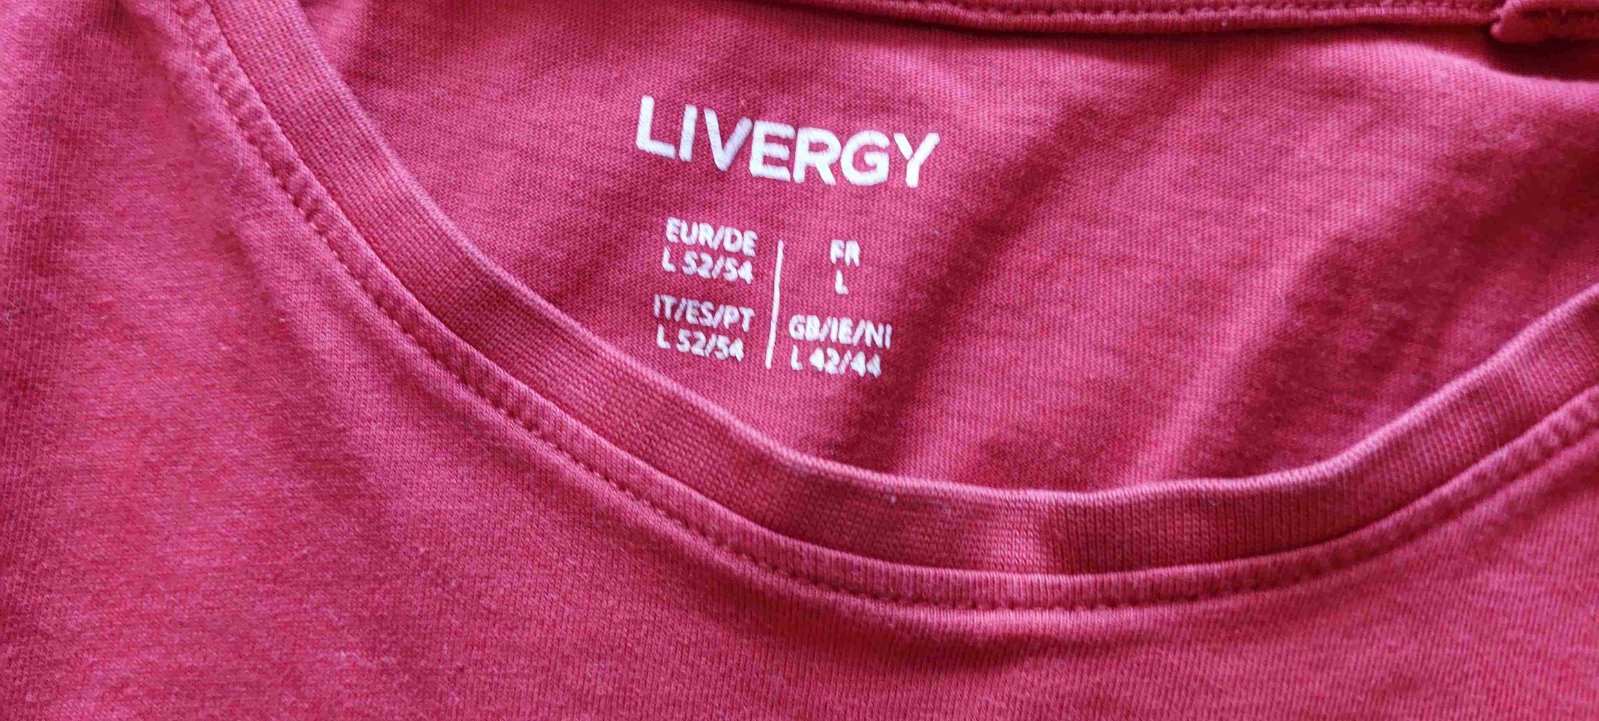 LIVERGY
EUR/DE
L 52/54
FR
L
IT/ES/PT
L 52/54
GB/IE/NI
L 42/44